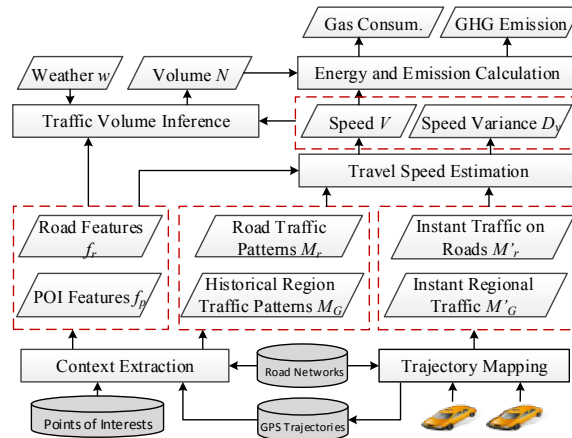 Gas Consum. GHG Emission
Weather w Volume N Energy and Emission Calculation
Traffic Volume Inference Speed V Speed Variance Dv
Travel Speed Estimation
Road Features fr
Road Traffic Patterns Mr
Instant Traffic on Roads M'r
POI Features fp
Historical Region Traffic Patterns MG
Instant Regional Traffic M'G
Context Extraction Road Networks Trajectory Mapping
Points of Interests GPS Trajectories